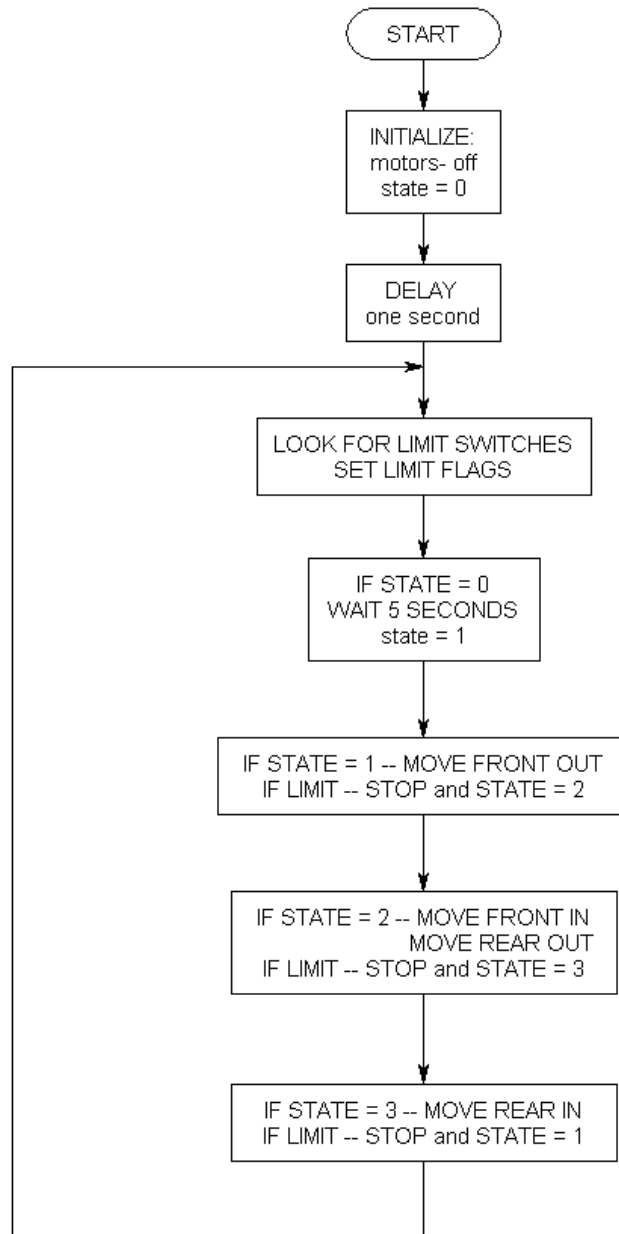 START
INITIALIZE:
motors- off
state = 0
DELAY
one second
LOOK FOR LIMIT SWITCHES
SET LIMIT FLAGS
IF STATE = 0
WAIT 5 SECONDS
state = 1
IF STATE = 1 -- MOVE FRONT OUT
IF LIMIT -- STOP and STATE = 2
IF STATE = 2 -- MOVE FRONT IN
MOVE REAR OUT
IF LIMIT -- STOP and STATE = 3
IF STATE = 3 -- MOVE REAR IN
IF LIMIT -- STOP and STATE = 1